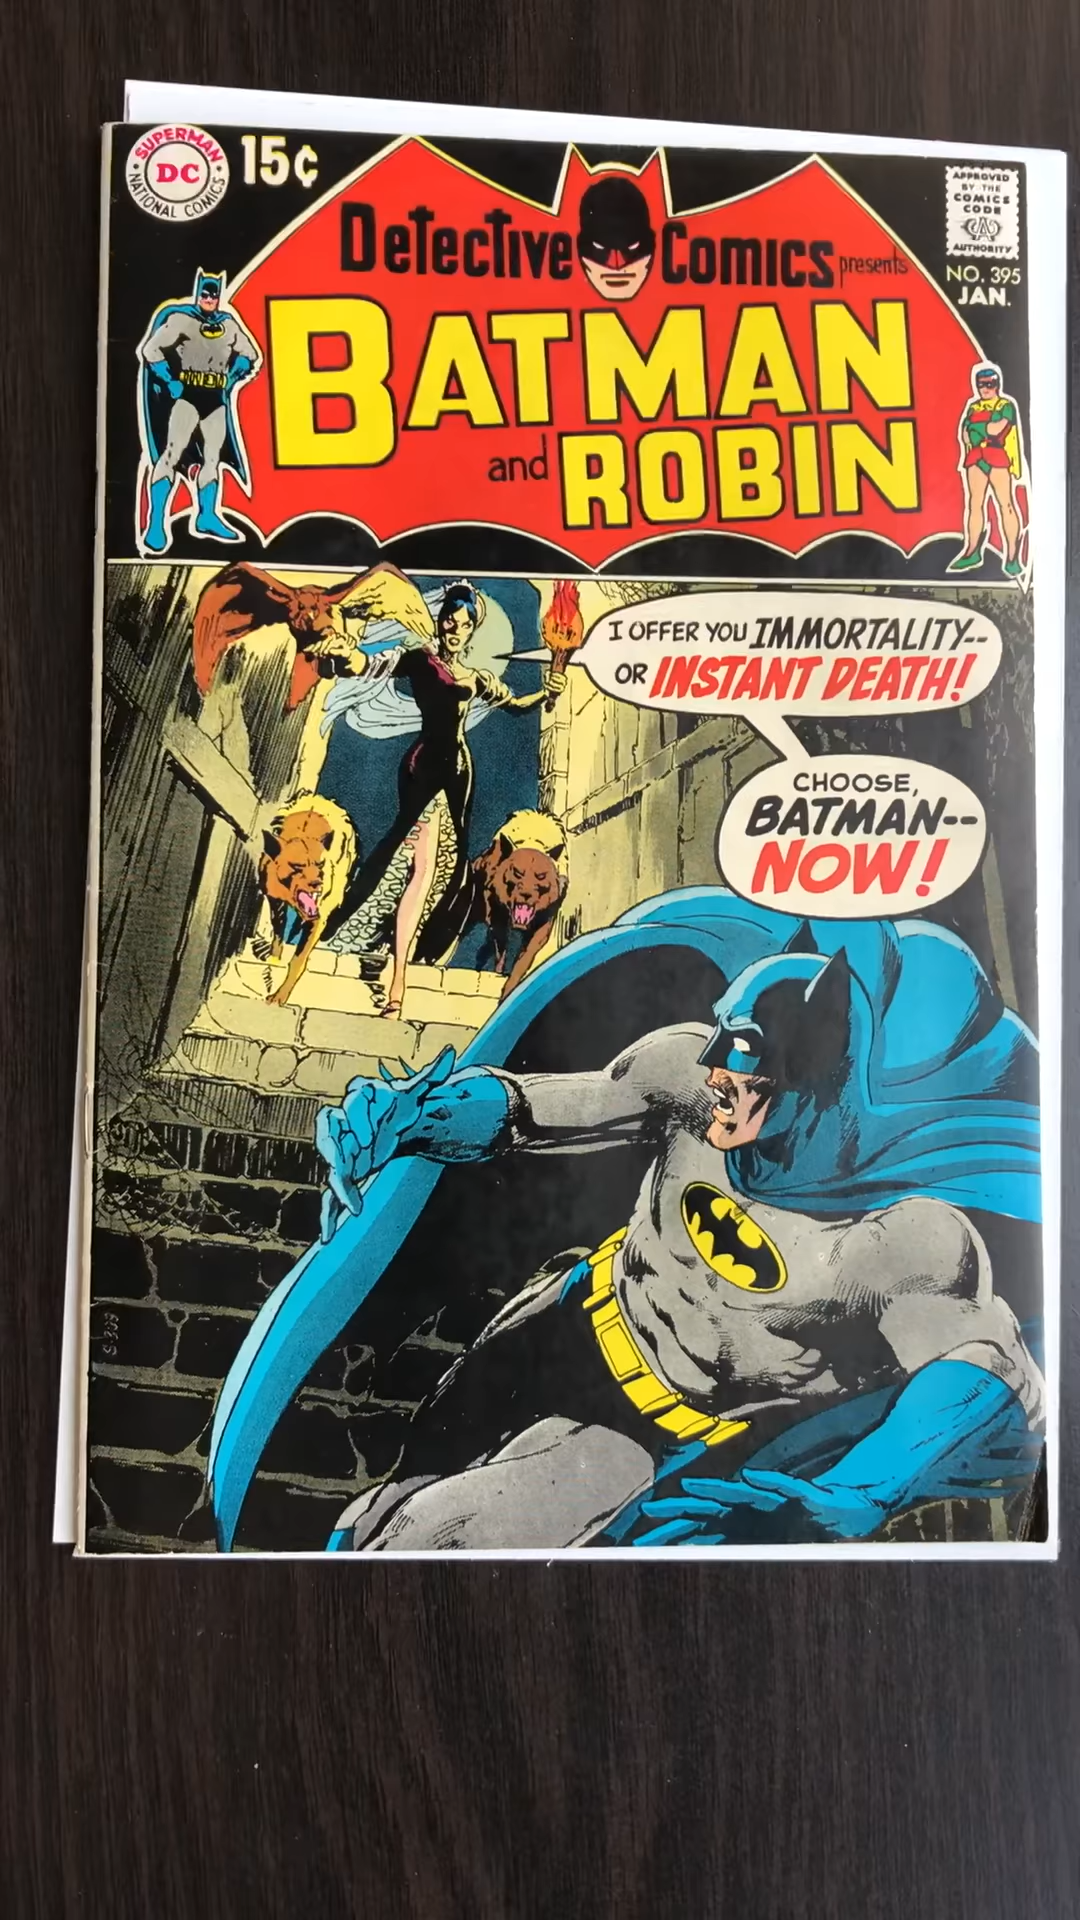 SUPERMAN
DC
NATIONAL COMICS
15¢
APPROVED
BY THE
COMICS
CODE
CA
AUTHORITY
NO. 395
JAN.
Detective Comics presents
BATMAN
and ROBIN
I OFFER YOU IMMORTALITY--
OR INSTANT DEATH!
CHOOSE,
BATMAN--
NOW!
S-309